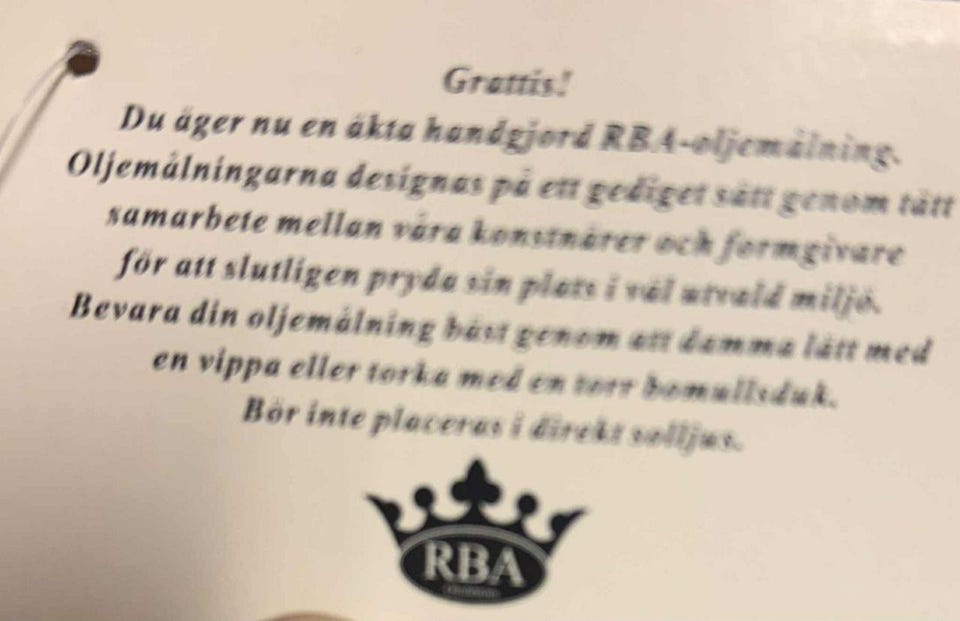 Grattis!
Du äger nu en äkta handgjord RBA-oljemålning.
Oljemålningarna designas på ett gediget sätt genom tätt
samarbete mellan våra konstnärer och formgivare
för att slutligen pryda sin plats i väl utvald miljö.
Bevara din oljemålning bäst genom att damma lätt med
en vippa eller torka med en torr bomullsduk.
Bör inte placeras i direkt solljus.
RBA